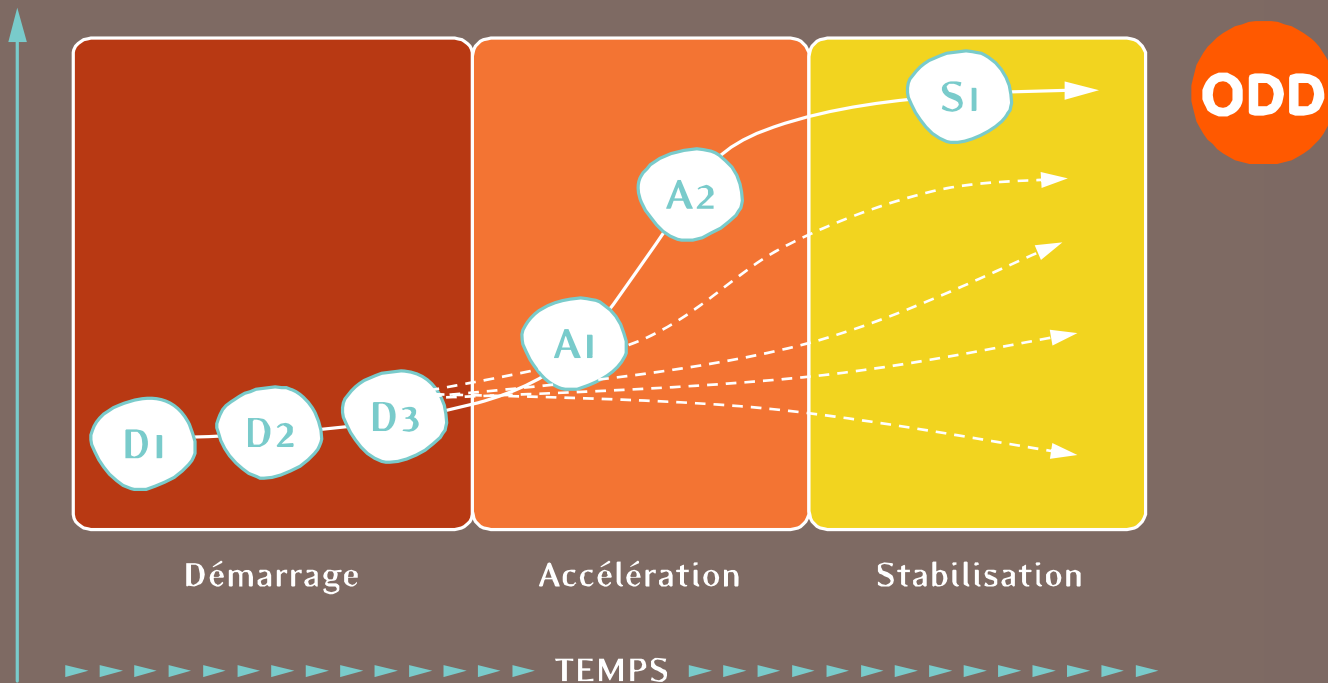 ODD
S1
A2
A1
D1 D2 D3
Démarrage Accélération Stabilisation
TEMPS